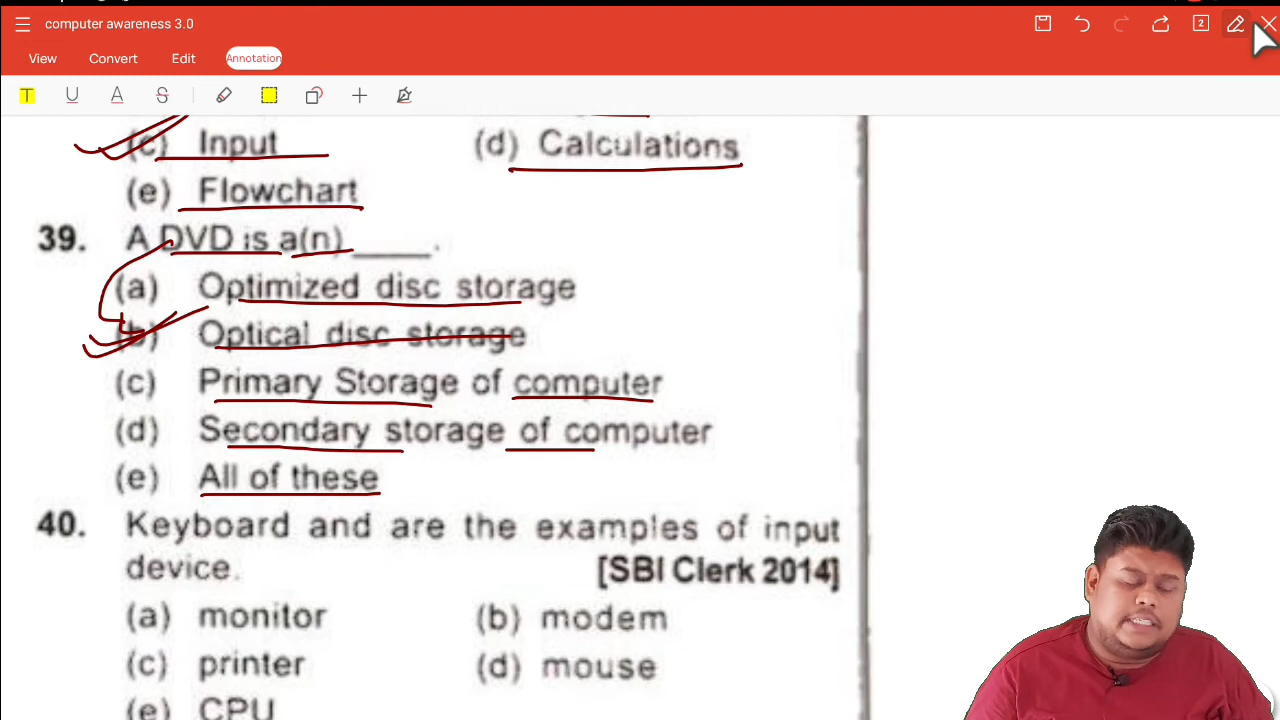 computer awareness 3.0
2
View Convert Edit Annotation
T U A S
(c) Input (d) Calculations
(e) Flowchart
39. A DVD is a(n) _____.
(a) Optimized disc storage
(b) Optical disc storage
(c) Primary Storage of computer
(d) Secondary storage of computer
(e) All of these
40. Keyboard and are the examples of input
device. [SBI Clerk 2014]
(a) monitor (b) modem
(c) printer (d) mouse
(e) CPU